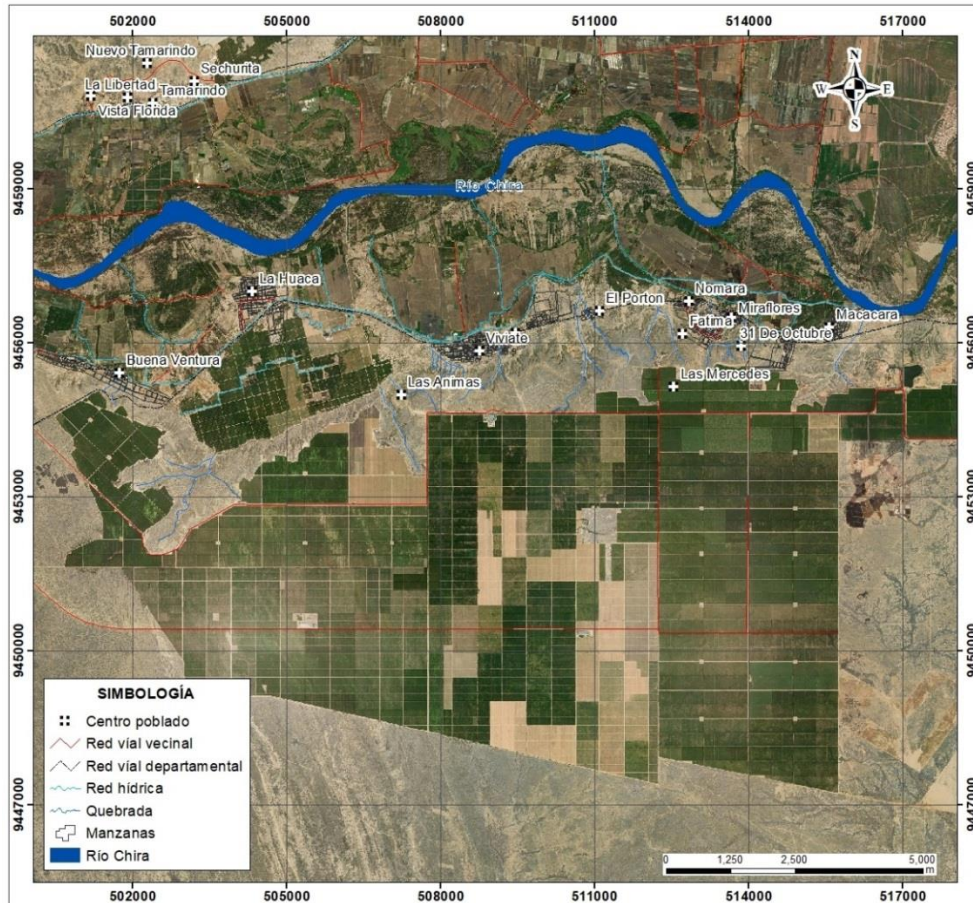 502000 505000 508000 511000 514000 517000
N
W E
S
Nuevo Tamarindo
Sechurita
La Libertad
Tamarindo
Vista Florida
9459000 9459000
Río Chira
La Huaca
El Porton
Nomara
Miraflores
Macacara
Fatima
31 De Octubre
9456000 9456000
Viviate
Buena Ventura
Las Animas
Las Mercedes
9453000 9453000
9450000 9450000
SIMBOLOGÍA
Centro poblado
Red víal vecinal
Red víal departamental
Red hídrica
Quebrada
Manzanas
Río Chira
9447000 9447000
0 1,250 2,500 5,000
m
502000 505000 508000 511000 514000 517000